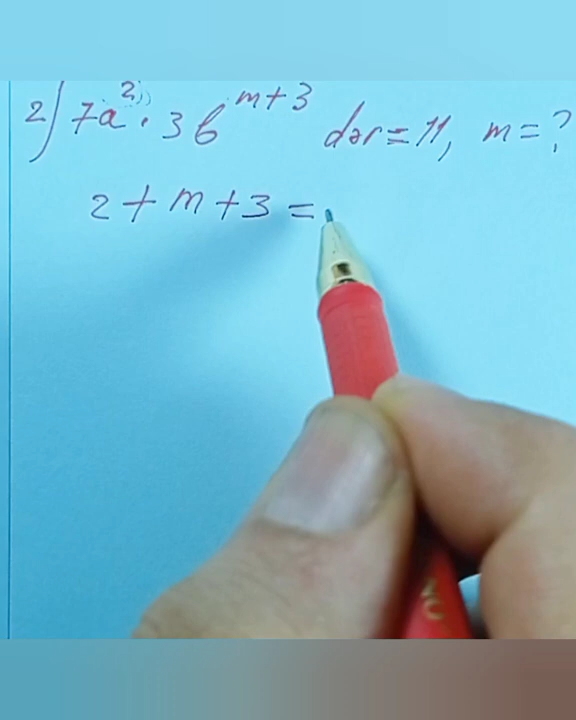 2) 7a² · 3b^(m+3) dər=11, m=?
2+m+3=